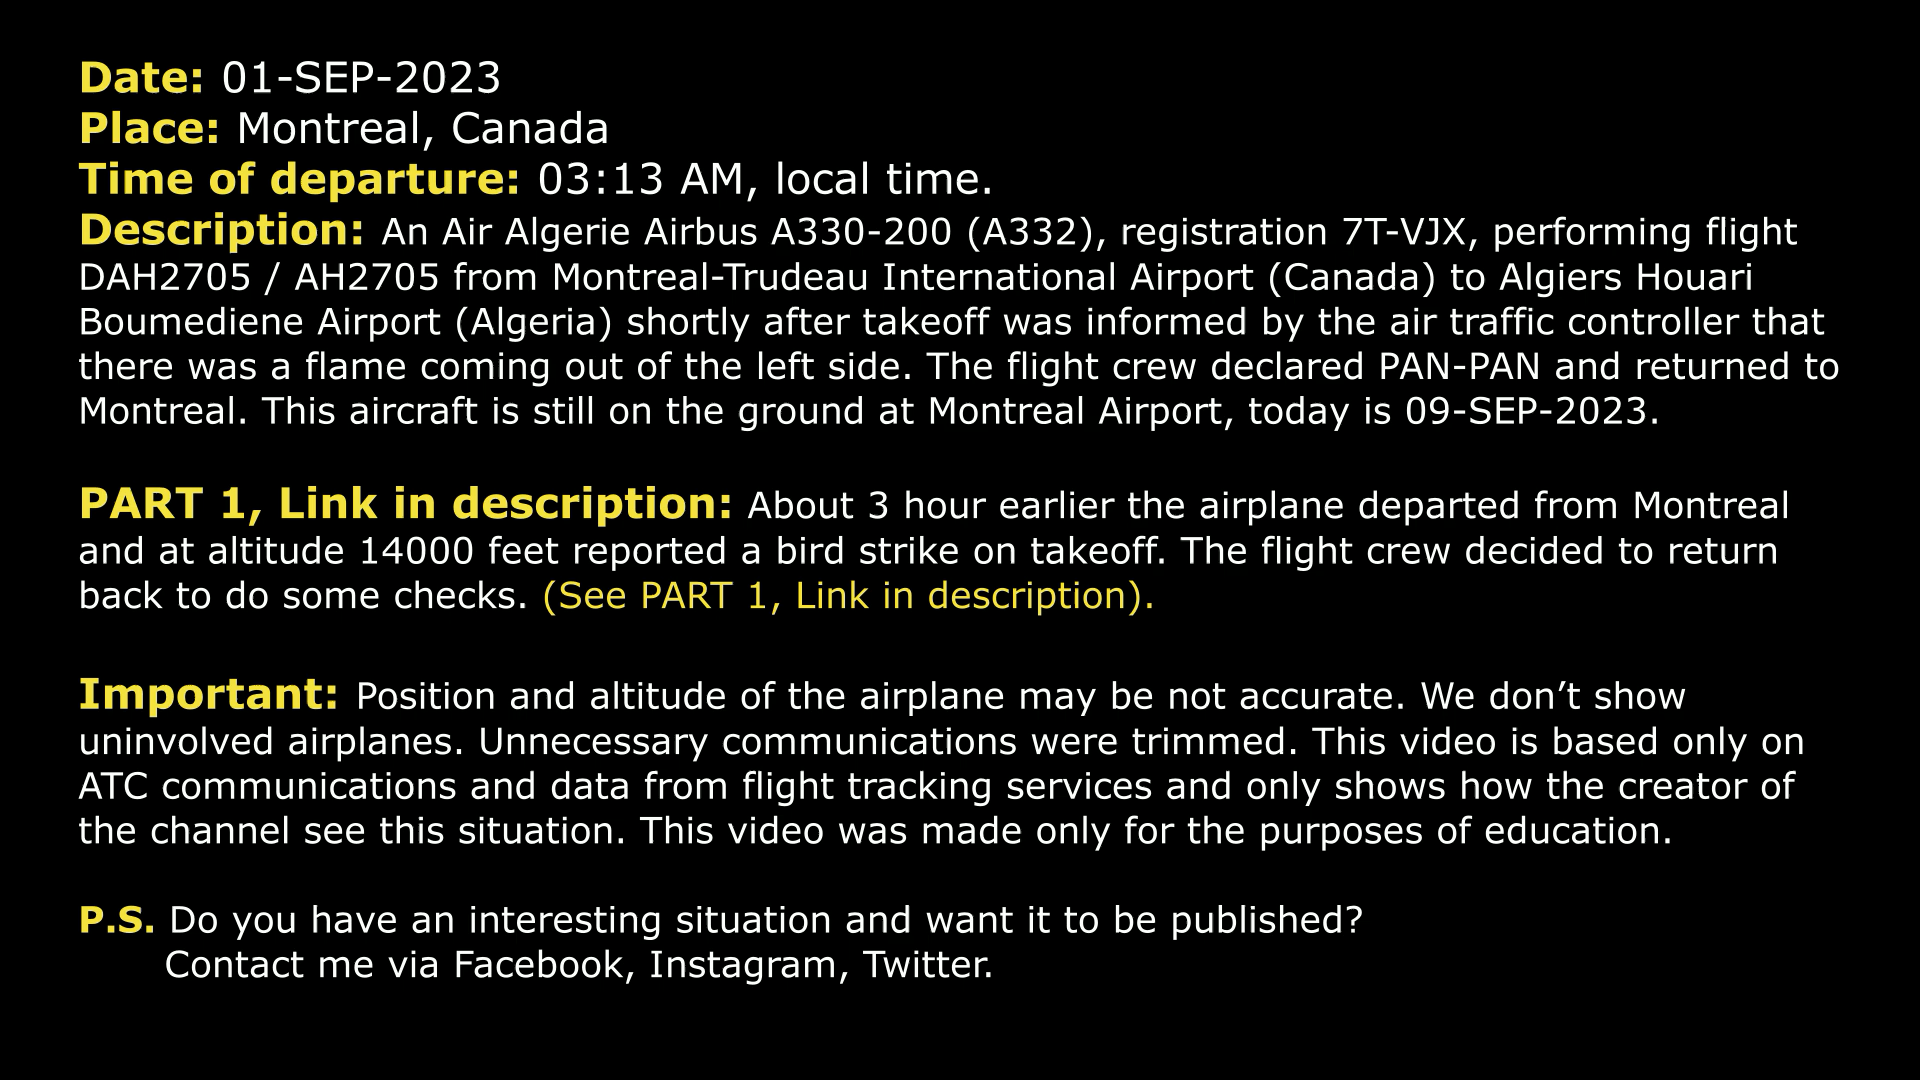 Date: 01-SEP-2023
Place: Montreal, Canada
Time of departure: 03:13 AM, local time.
Description: An Air Algerie Airbus A330-200 (A332), registration 7T-VJX, performing flight
DAH2705 / AH2705 from Montreal-Trudeau International Airport (Canada) to Algiers Houari
Boumediene Airport (Algeria) shortly after takeoff was informed by the air traffic controller that
there was a flame coming out of the left side. The flight crew declared PAN-PAN and returned to
Montreal. This aircraft is still on the ground at Montreal Airport, today is 09-SEP-2023.
PART 1, Link in description: About 3 hour earlier the airplane departed from Montreal
and at altitude 14000 feet reported a bird strike on takeoff. The flight crew decided to return
back to do some checks. (See PART 1, Link in description).
Important: Position and altitude of the airplane may be not accurate. We don’t show
uninvolved airplanes. Unnecessary communications were trimmed. This video is based only on
ATC communications and data from flight tracking services and only shows how the creator of
the channel see this situation. This video was made only for the purposes of education.
P.S. Do you have an interesting situation and want it to be published?
Contact me via Facebook, Instagram, Twitter.